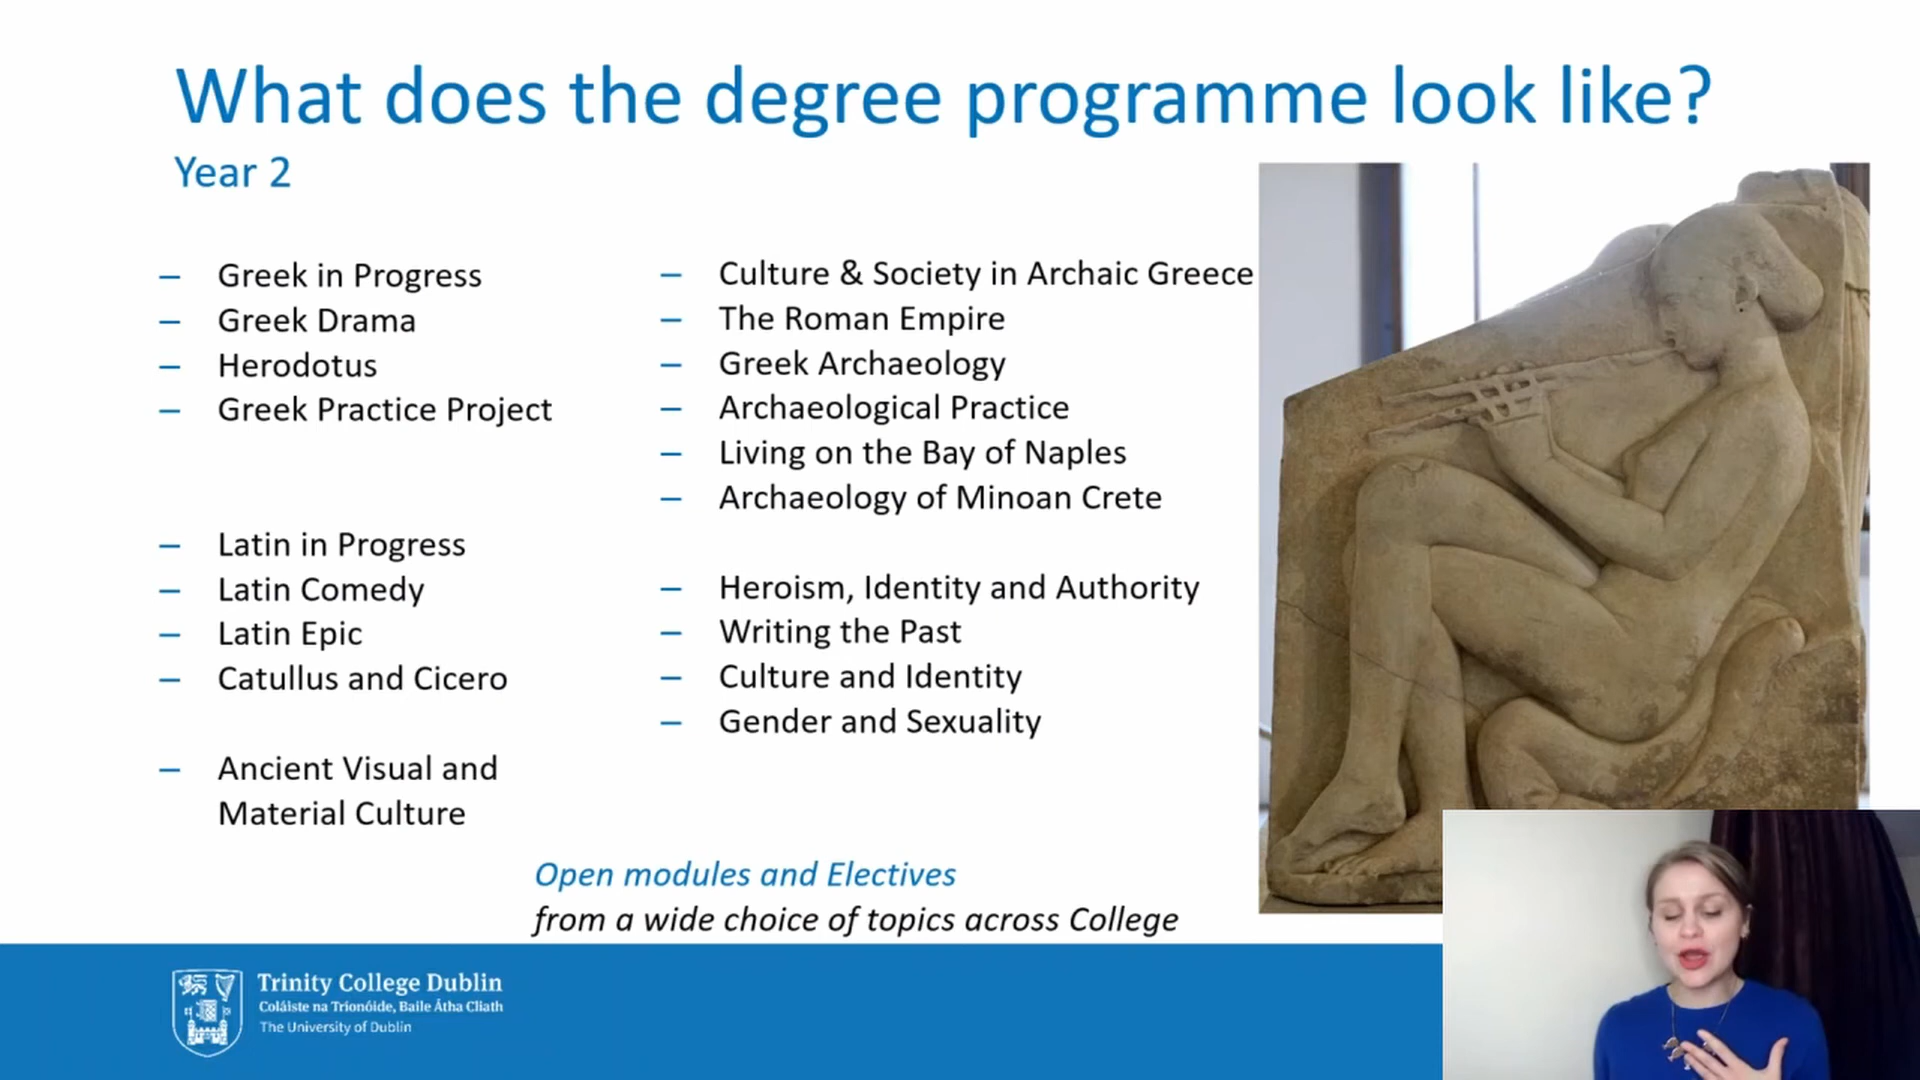 What does the degree programme look like?
Year 2
– Greek in Progress
– Greek Drama
– Herodotus
– Greek Practice Project
– Latin in Progress
– Latin Comedy
– Latin Epic
– Catullus and Cicero
– Ancient Visual and
Material Culture
– Culture & Society in Archaic Greece
– The Roman Empire
– Greek Archaeology
– Archaeological Practice
– Living on the Bay of Naples
– Archaeology of Minoan Crete
– Heroism, Identity and Authority
– Writing the Past
– Culture and Identity
– Gender and Sexuality
Open modules and Electives
from a wide choice of topics across College
Trinity College Dublin
Coláiste na Tríonóide, Baile Átha Cliath
The University of Dublin